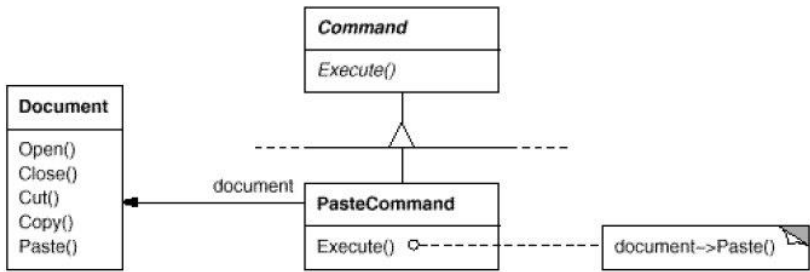 Command
Execute()
Document
Open()
Close()
Cut()
Copy()
Paste()
document
PasteCommand
Execute()
document->Paste()